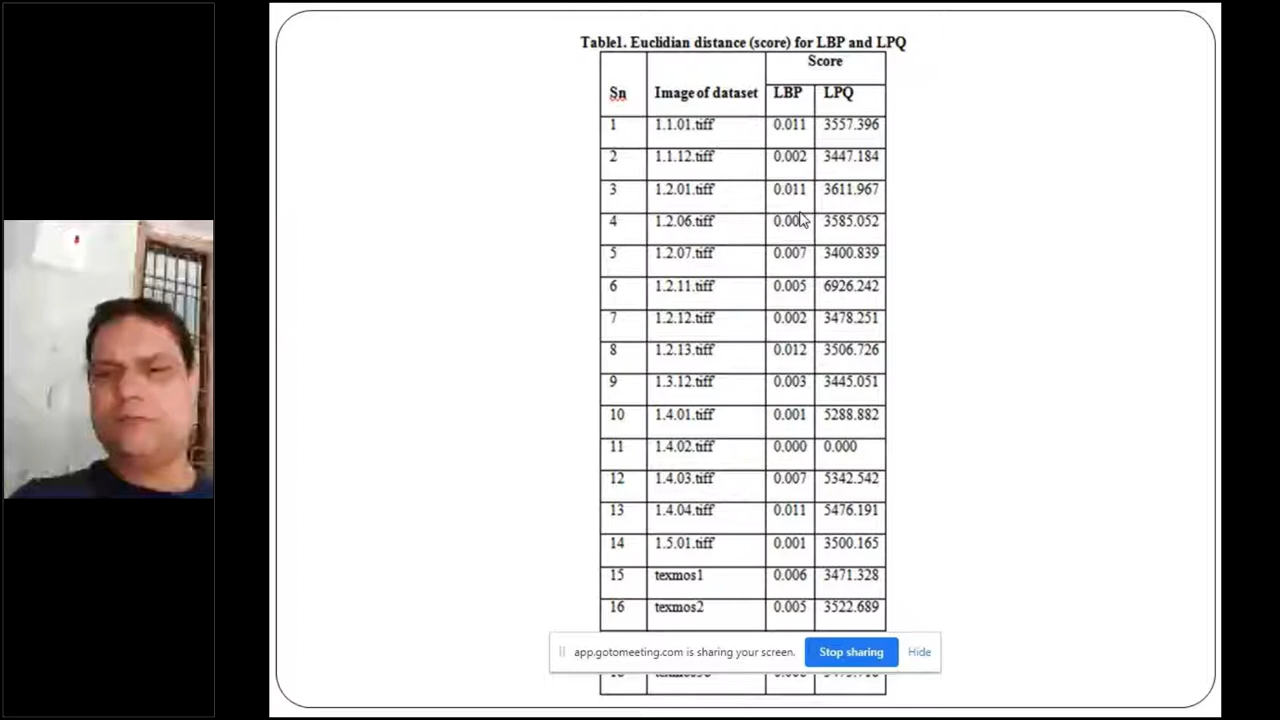 Table1. Euclidian distance (score) for LBP and LPQ
Score
Sn Image of dataset LBP LPQ
1 1.1.01.tiff 0.011 3557.396
2 1.1.12.tiff 0.002 3447.184
3 1.2.01.tiff 0.011 3611.967
4 1.2.06.tiff 3585.052
5 1.2.07.tiff 0.007 3400.839
6 1.2.11.tiff 0.005 6926.242
7 1.2.12.tiff 0.002 3478.251
8 1.2.13.tiff 0.012 3506.726
9 1.3.12.tiff 0.003 3445.051
10 1.4.01.tiff 0.001 5288.882
11 1.4.02.tiff 0.000 0.000
12 1.4.03.tiff 0.007 5342.542
13 1.4.04.tiff 0.011 5476.191
14 1.5.01.tiff 0.001 3500.165
15 texmos1 0.006 3471.328
16 texmos2 0.005 3522.689
app.gotomeeting.com is sharing your screen. Stop sharing Hide